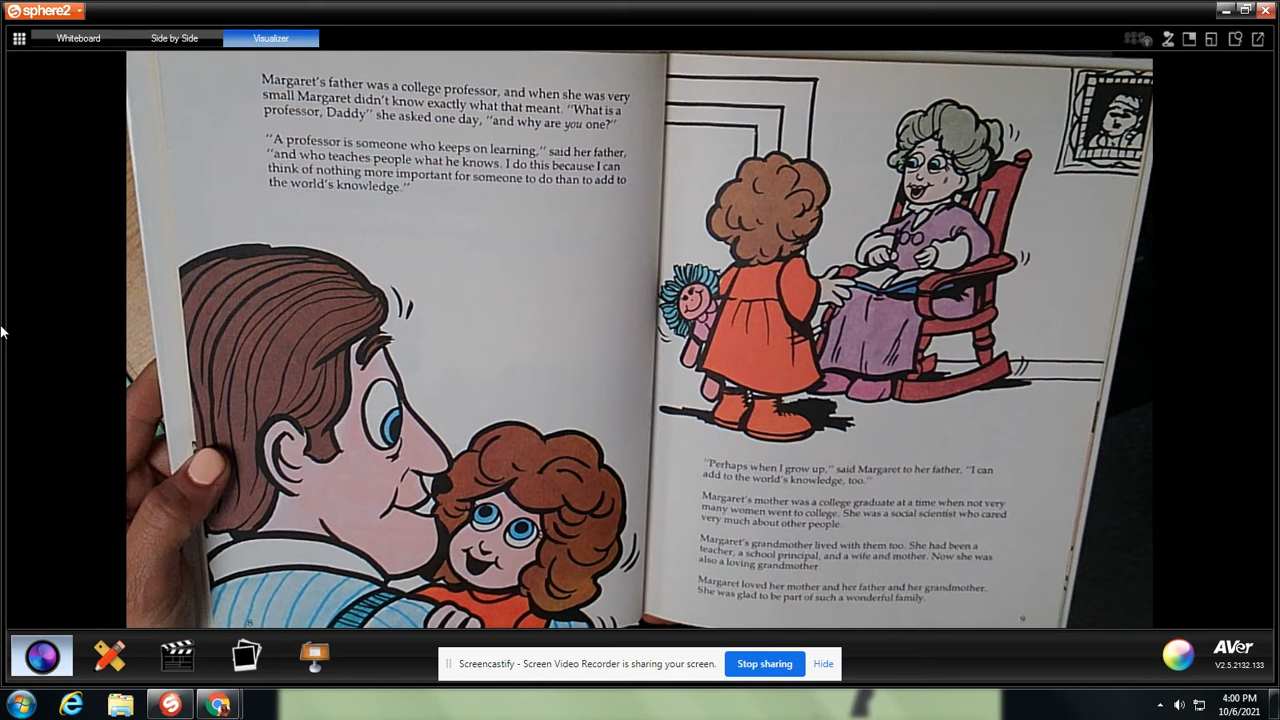 sphere2
Whiteboard
Side by Side
Visualizer
Margaret's father was a college professor, and when she was very
small Margaret didn't know exactly what that meant. "What is a
professor, Daddy" she asked one day, "and why are you one?"
"A professor is someone who keeps on learning," said her father,
"and who teaches people what he knows. I do this because I can
think of nothing more important for someone to do than to add to
the world's knowledge."
8
"Perhaps when I grow up," said Margaret to her father, "I can
add to the world's knowledge, too."
Margaret's mother was a college graduate at a time when not very
many women went to college. She was a social scientist who cared
very much about other people.
Margaret's grandmother lived with them too. She had been a
teacher, a school principal, and a wife and mother. Now she was
also a loving grandmother.
Margaret loved her mother and her father and her grandmother.
She was glad to be part of such a wonderful family.
9
Screencastify - Screen Video Recorder is sharing your screen.
Stop sharing
Hide
AVer
V2.5.2132.133
4:00 PM
10/6/2021